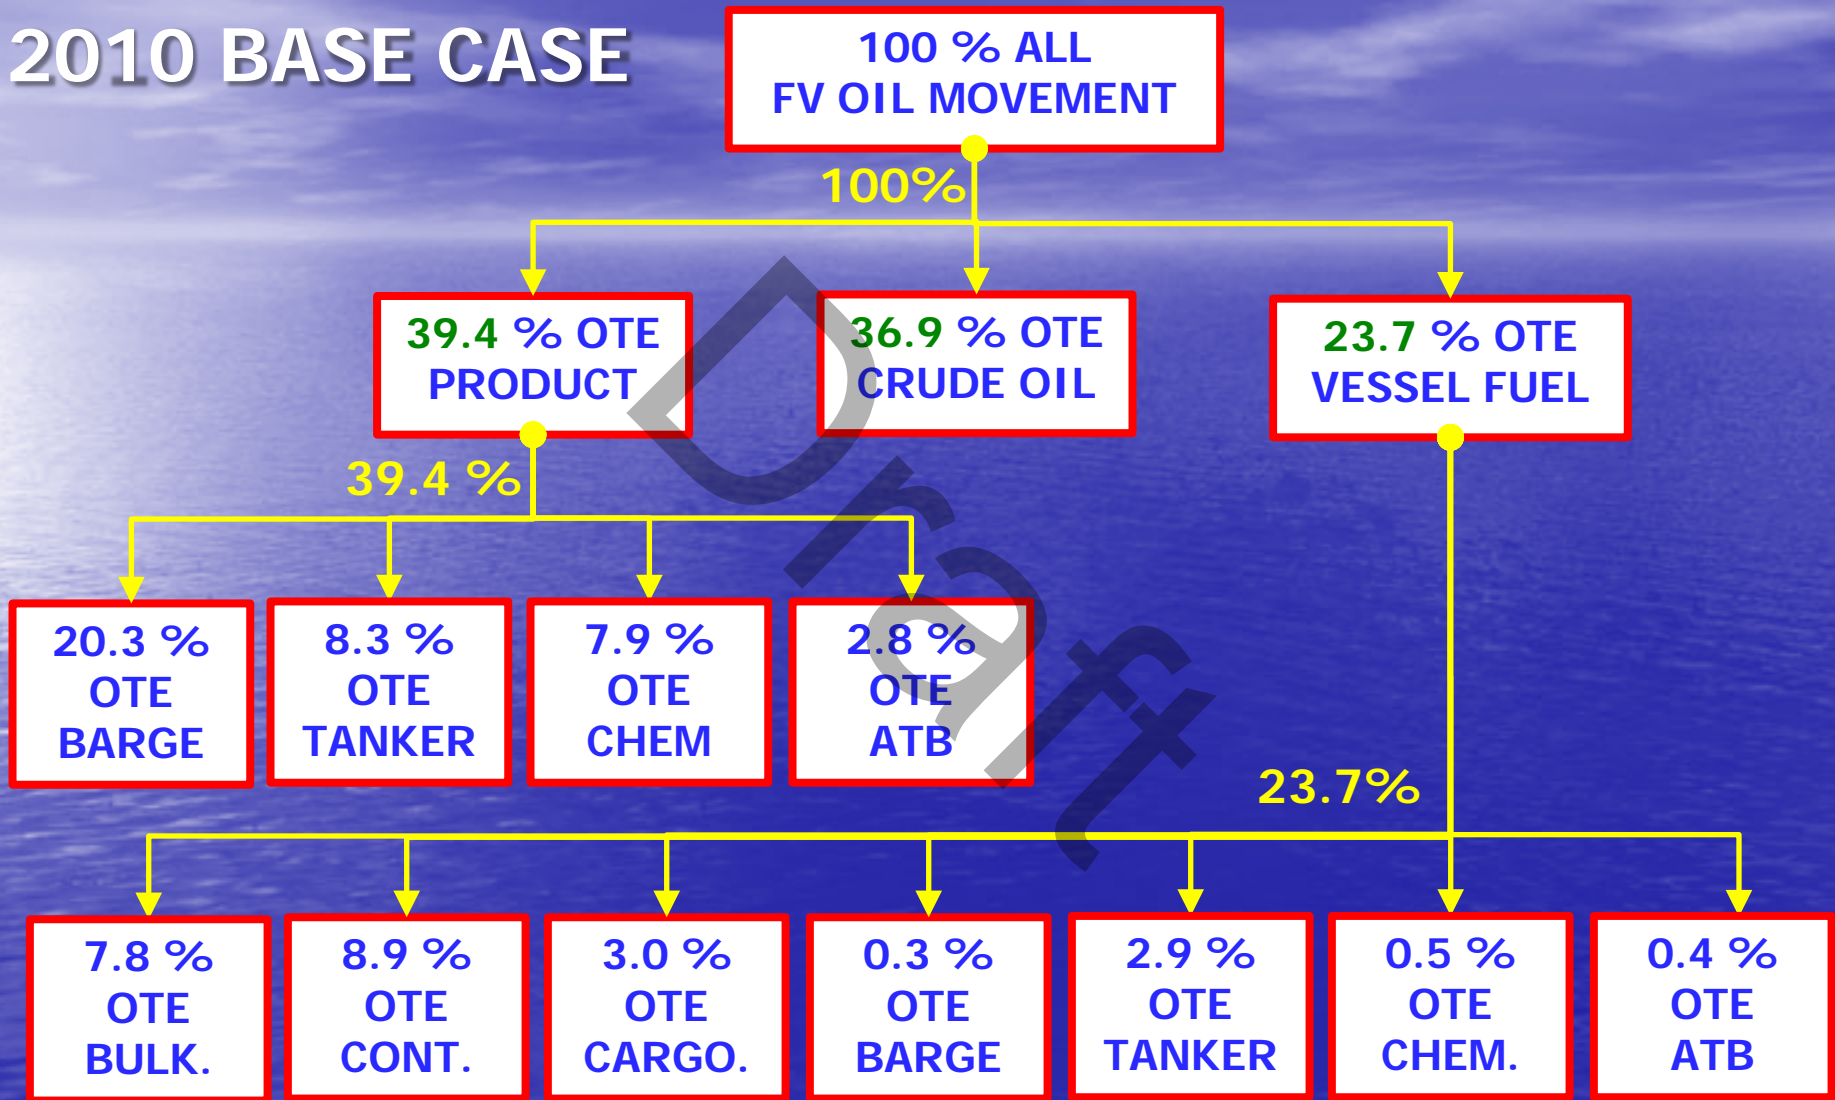 2010 BASE CASE
100 % ALL
FV OIL MOVEMENT
100%
39.4 % OTE
PRODUCT
36.9 % OTE
CRUDE OIL
23.7 % OTE
VESSEL FUEL
39.4 %
20.3 %
OTE
BARGE
8.3 %
OTE
TANKER
7.9 %
OTE
CHEM
2.8 %
OTE
ATB
23.7%
7.8 %
OTE
BULK.
8.9 %
OTE
CONT.
3.0 %
OTE
CARGO.
0.3 %
OTE
BARGE
2.9 %
OTE
TANKER
0.5 %
OTE
CHEM.
0.4 %
OTE
ATB
Draft